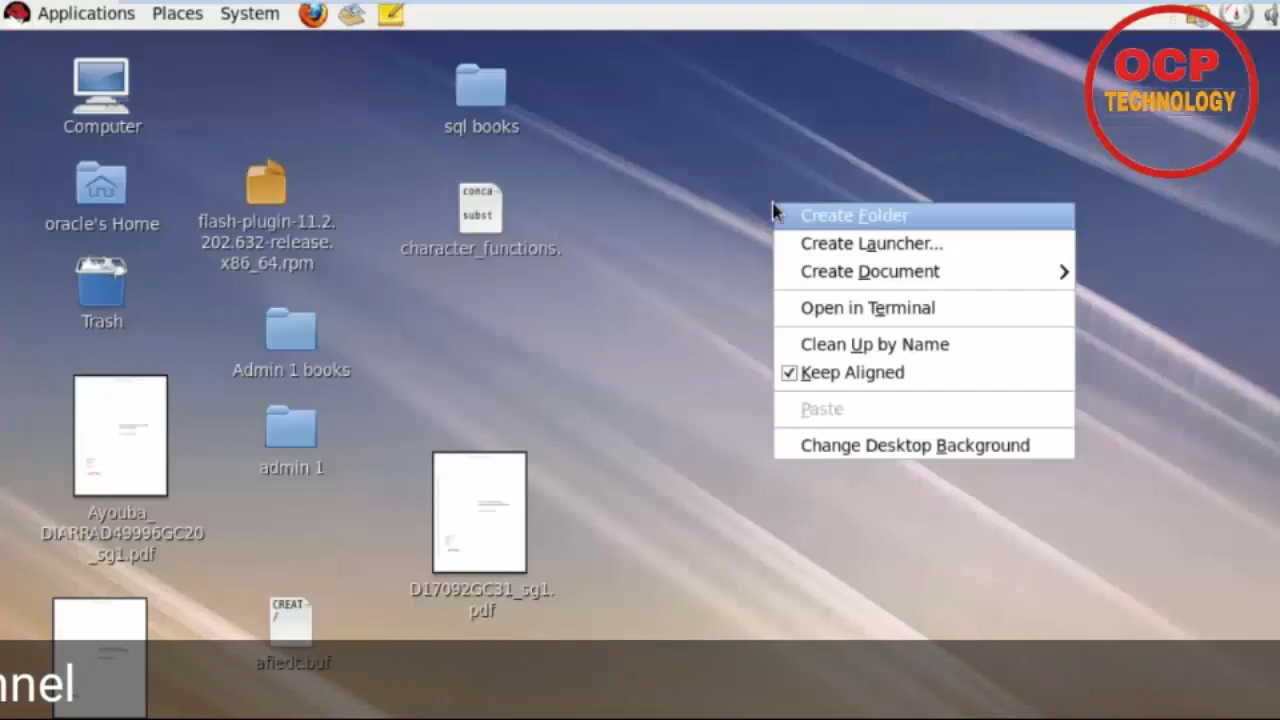 Applications Places System
OCP
TECHNOLOGY
Computer
sql books
oracle's Home
flash-plugin-11.2.
202.632-release.
x86_64.rpm
conca
subst
character_functions.
Trash
Admin 1 books
admin 1
Ayouba_
DIARRAD49996GC20
_sg1.pdf
D17092GC31_sg1.
pdf
CREAT
/
afiedt.buf
Create Folder
Create Launcher...
Create Document
Open in Terminal
Clean Up by Name
Keep Aligned
Paste
Change Desktop Background
nnel